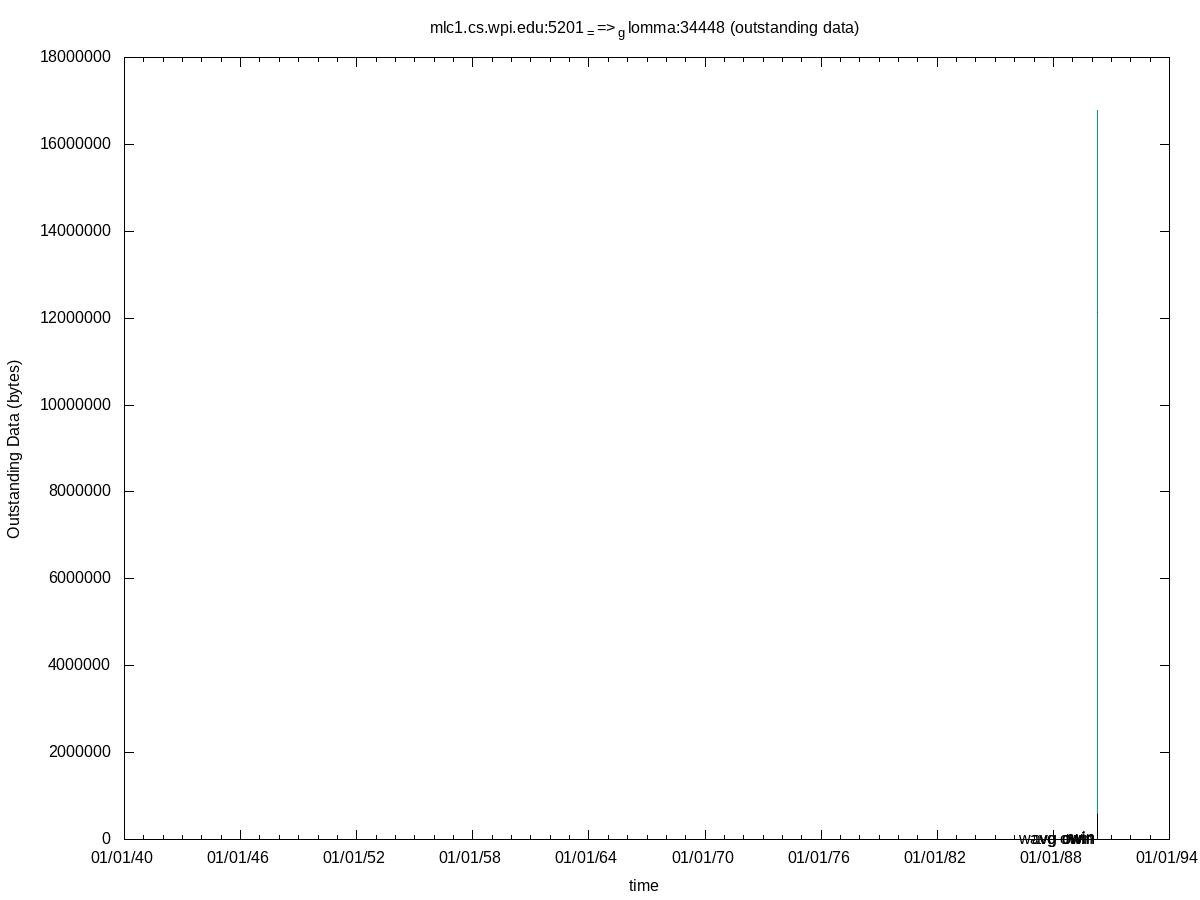 mlc1.cs.wpi.edu:5201 = => g lomma:34448 (outstanding data)
18000000
16000000
14000000
12000000
10000000
8000000
6000000
4000000
2000000
0
Outstanding Data (bytes)
01/01/40 01/01/46 01/01/52 01/01/58 01/01/64 01/01/70 01/01/76 01/01/82 01/01/88 01/01/94
time